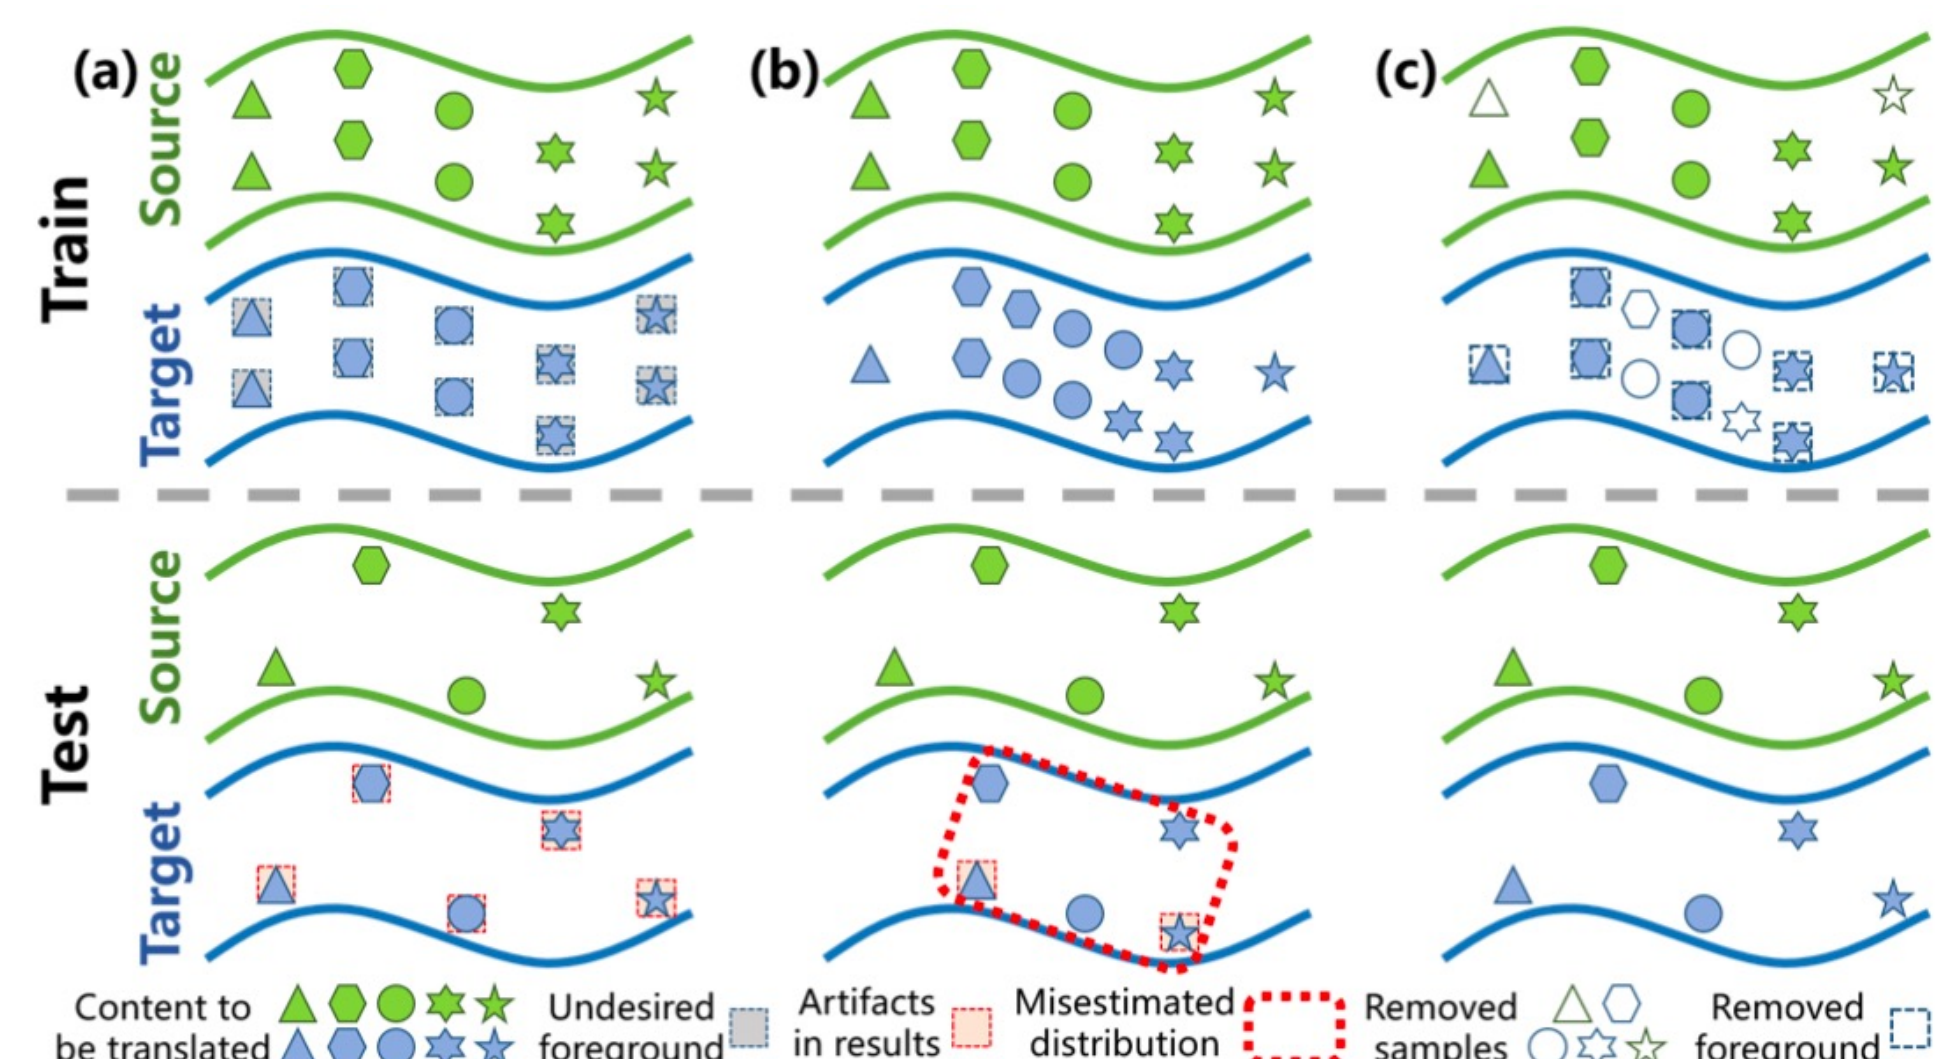 (a)
(b)
(c)
Train
Source
Target
Test
Source
Target
Content to
be translated
Undesired
foreground
Artifacts
in results
Misestimated
distribution
Removed
samples
Removed
foreground